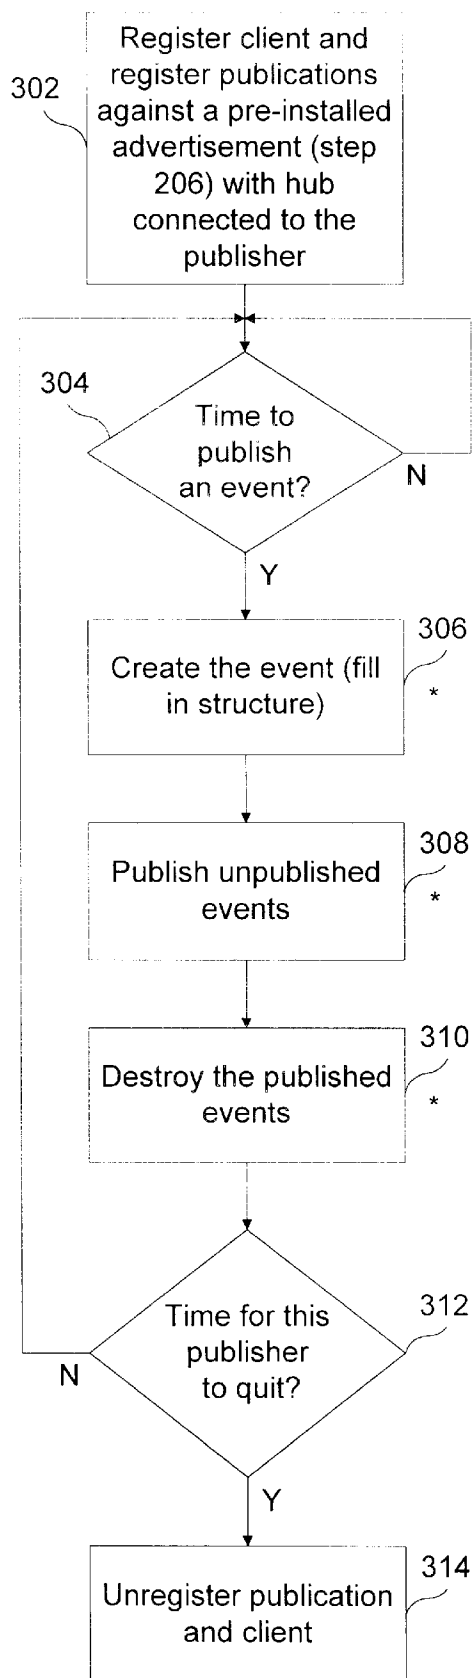 Register client and
register publications
302
against a pre-installed
advertisement (step
206) with hub
connected to the
publisher
304
Time to
publish
an event?
N
Y
306
Create the event (fill
in structure)
*
308
Publish unpublished
events
*
310
Destroy the published
events
*
312
Time for this
publisher
to quit?
N
Y
314
Unregister publication
and client